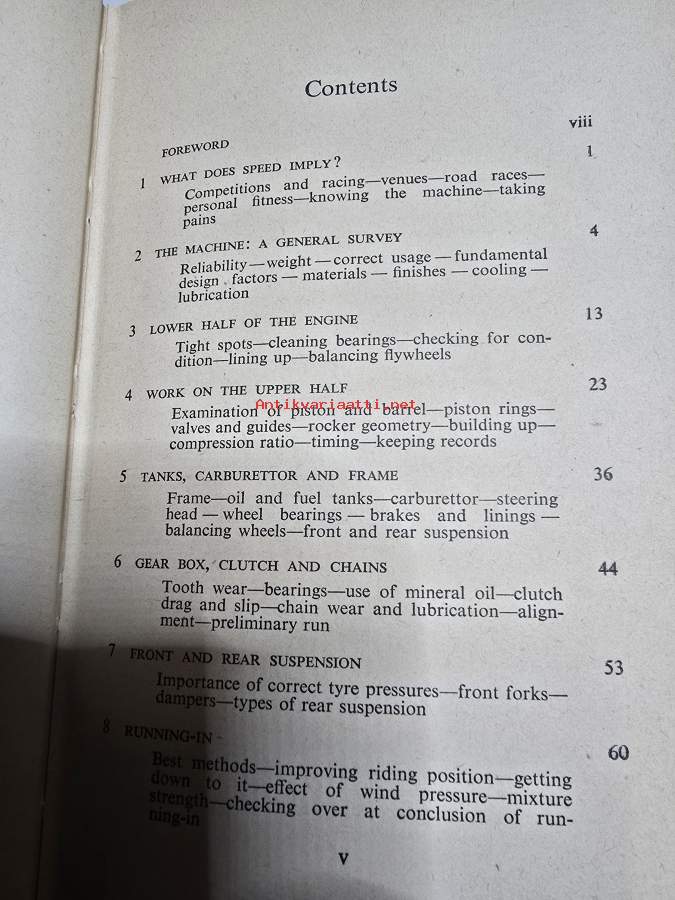 Contents
FOREWORD viii
1 WHAT DOES SPEED IMPLY? 1
Competitions and racing—venues—road races—
personal fitness—knowing the machine—taking
pains
2 THE MACHINE: A GENERAL SURVEY 4
Reliability—weight—correct usage—fundamental
design factors—materials—finishes—cooling—
lubrication
3 LOWER HALF OF THE ENGINE 13
Tight spots—cleaning bearings—checking for con-
dition—lining up—balancing flywheels
4 WORK ON THE UPPER HALF 23
Antikvariaatti.net
Examination of piston and barrel—piston rings—
valves and guides—rocker geometry—building up—
compression ratio—timing—keeping records
5 TANKS, CARBURETTOR AND FRAME 36
Frame—oil and fuel tanks—carburettor—steering
head—wheel bearings—brakes and linings—
balancing wheels—front and rear suspension
6 GEAR BOX, CLUTCH AND CHAINS 44
Tooth wear—bearings—use of mineral oil—clutch
drag and slip—chain wear and lubrication—align-
ment—preliminary run
7 FRONT AND REAR SUSPENSION 53
Importance of correct tyre pressures—front forks—
dampers—types of rear suspension
8 RUNNING-IN 60
Best methods—improving riding position—getting
down to it—effect of wind pressure—mixture
strength—checking over at conclusion of run-
ning-in
v